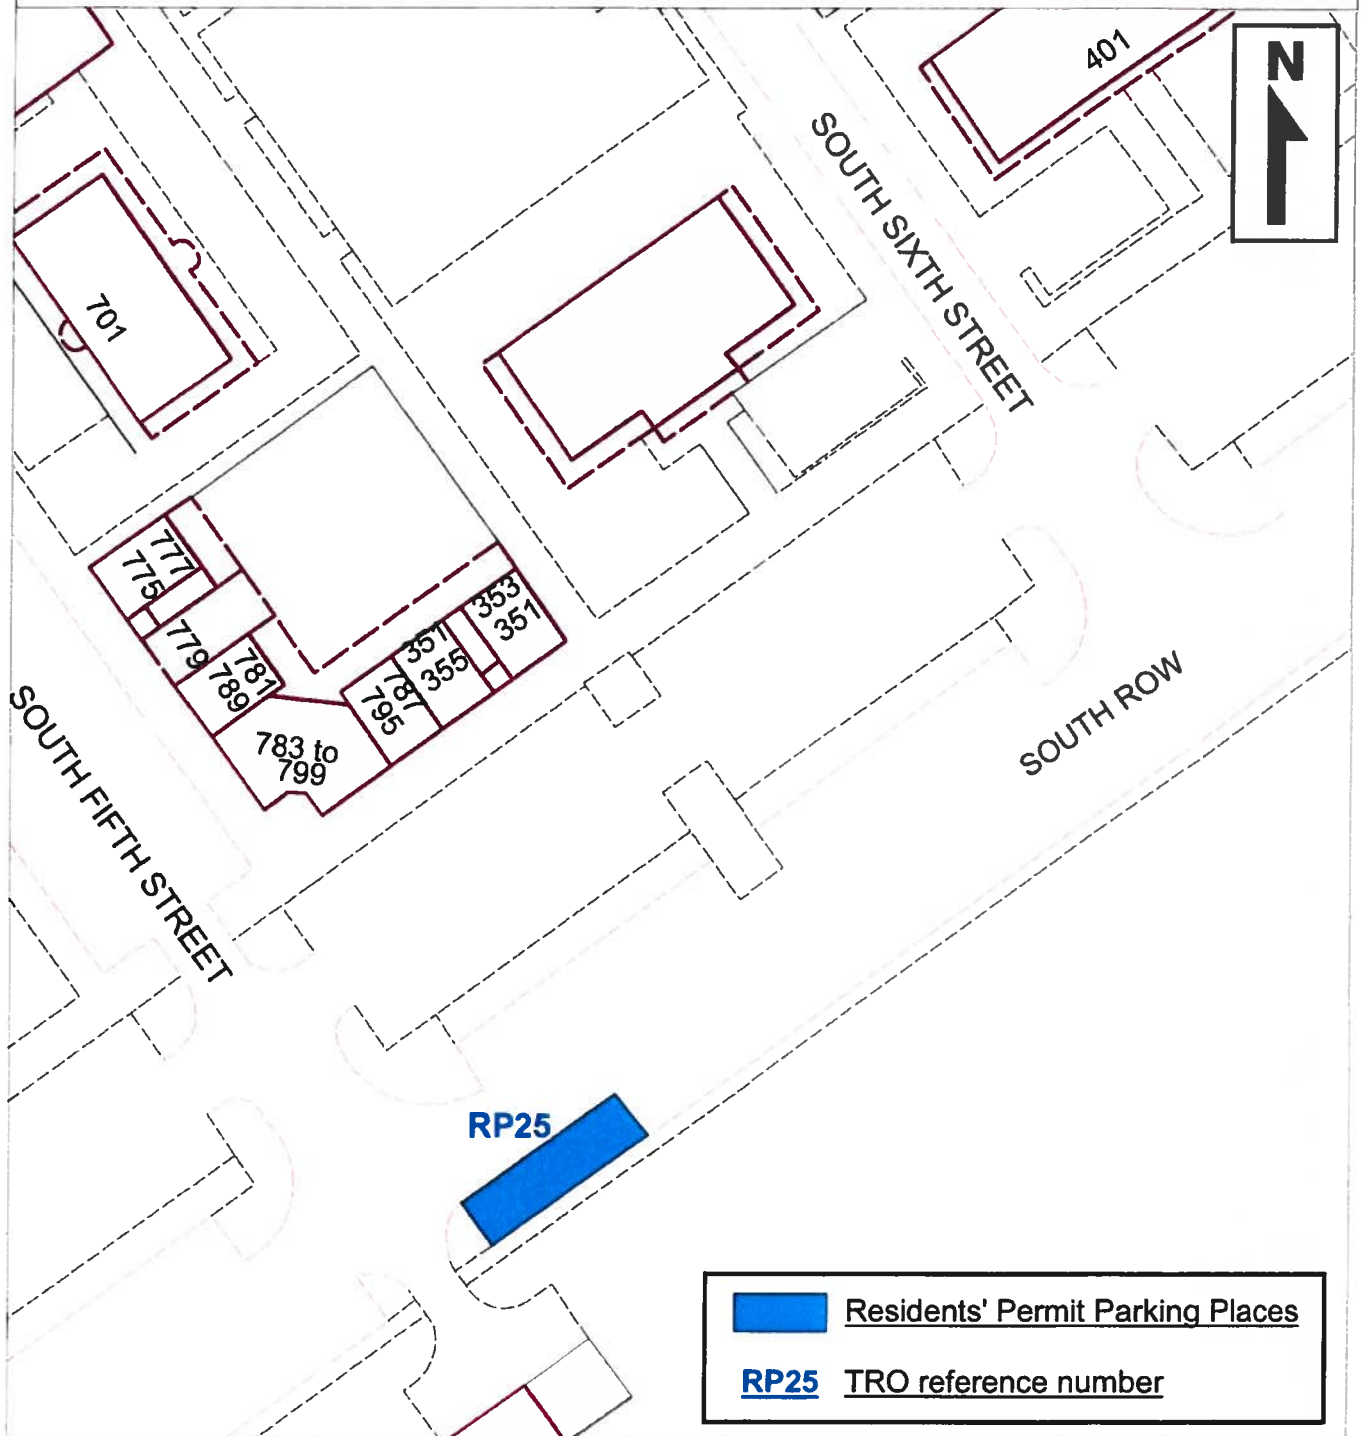 401
N
SOUTH SIXTH STREET
701
777
775
353
351
779
781
789
351
355
787
795
783 to
799
SOUTH FIFTH STREET
SOUTH ROW
RP25
Residents' Permit Parking Places
RP25 TRO reference number